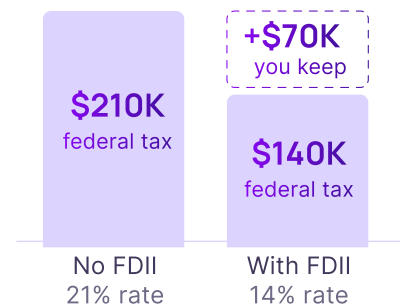 $210K
federal tax
+$70K
you keep
$140K
federal tax
No FDII
21% rate
With FDII
14% rate